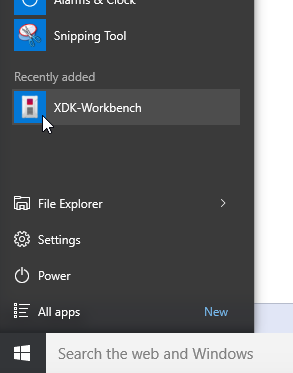 Alarms & Clock
Snipping Tool
Recently added
XDK-Workbench
File Explorer
Settings
Power
All apps
New
Search the web and Windows